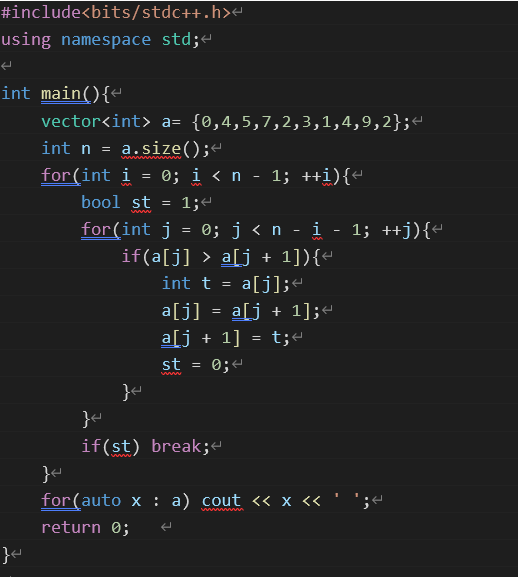 #include<bits/stdc++.h>
using namespace std;
int main(){
    vector<int> a= {0,4,5,7,2,3,1,4,9,2};
    int n = a.size();
    for(int i = 0; i < n - 1; ++i){
        bool st = 1;
        for(int j = 0; j < n - i - 1; ++j){
            if(a[j] > a[j + 1]){
                int t = a[j];
                a[j] = a[j + 1];
                a[j + 1] = t;
                st = 0;
            }
        }
        if(st) break;
    }
    for(auto x : a) cout << x << ' ';
    return 0;
}